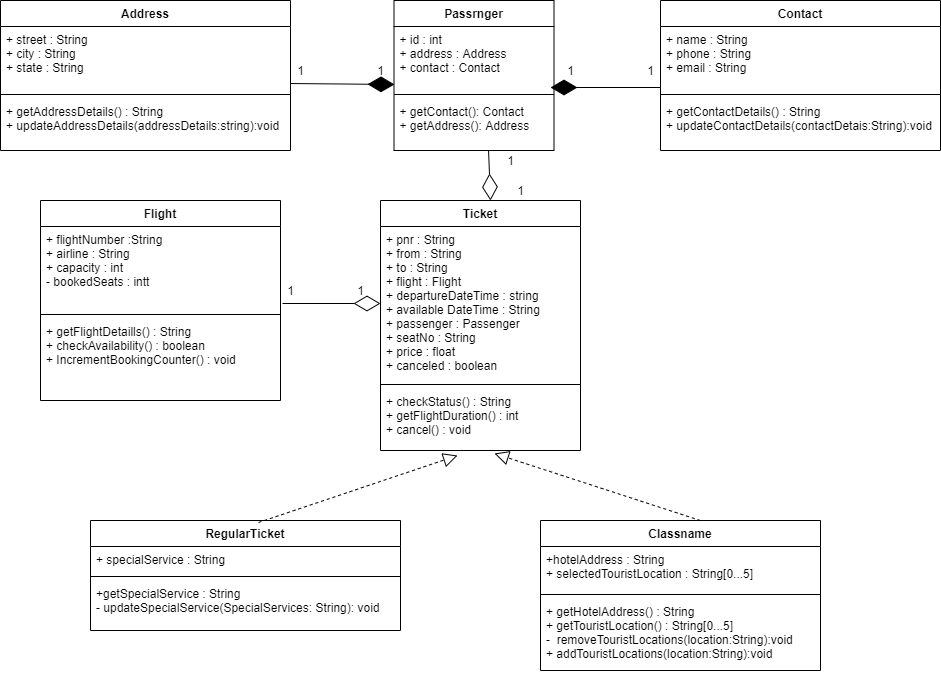 Address
+ street : String
+ city : String
+ state : String
+ getAddressDetails() : String
+ updateAddressDetails(addressDetails:string):void
1
1
Passrnger
+ id : int
+ address : Address
+ contact : Contact
+ getContact(): Contact
+ getAddress(): Address
1
1
Contact
+ name : String
+ phone : String
+ email : String
+ getContactDetails() : String
+ updateContactDetails(contactDetais:String):void
1
1
Flight
+ flightNumber :String
+ airline : String
+ capacity : int
- bookedSeats : intt
+ getFlightDetaills() : String
+ checkAvailability() : boolean
+ IncrementBookingCounter() : void
1
1
Ticket
+ pnr : String
+ from : String
+ to : String
+ flight : Flight
+ departureDateTime : string
+ available DateTime : String
+ passenger : Passenger
+ seatNo : String
+ price : float
+ canceled : boolean
+ checkStatus() : String
+ getFlightDuration() : int
+ cancel() : void
RegularTicket
+ specialService : String
+getSpecialService : String
- updateSpecialService(SpecialServices: String): void
Classname
+hotelAddress : String
+ selectedTouristLocation : String[0...5]
+ getHotelAddress() : String
+ getTouristLocation() : String[0...5]
- removeTouristLocations(location:String):void
+ addTouristLocations(location:String):void